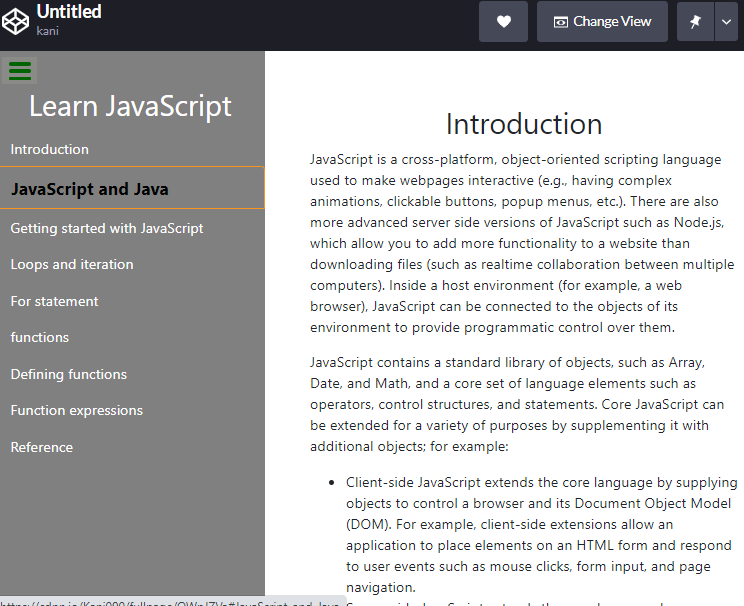 Untitled
kani
Change View
Learn JavaScript
Introduction
JavaScript and Java
Getting started with JavaScript
Loops and iteration
For statement
functions
Defining functions
Function expressions
Reference
Introduction
JavaScript is a cross-platform, object-oriented scripting language
used to make webpages interactive (e.g., having complex
animations, clickable buttons, popup menus, etc.). There are also
more advanced server side versions of JavaScript such as Node.js,
which allow you to add more functionality to a website than
downloading files (such as realtime collaboration between multiple
computers). Inside a host environment (for example, a web
browser), JavaScript can be connected to the objects of its
environment to provide programmatic control over them.
JavaScript contains a standard library of objects, such as Array,
Date, and Math, and a core set of language elements such as
operators, control structures, and statements. Core JavaScript can
be extended for a variety of purposes by supplementing it with
additional objects; for example:
• Client-side JavaScript extends the core language by supplying
objects to control a browser and its Document Object Model
(DOM). For example, client-side extensions allow an
application to place elements on an HTML form and respond
to user events such as mouse clicks, form input, and page
navigation.